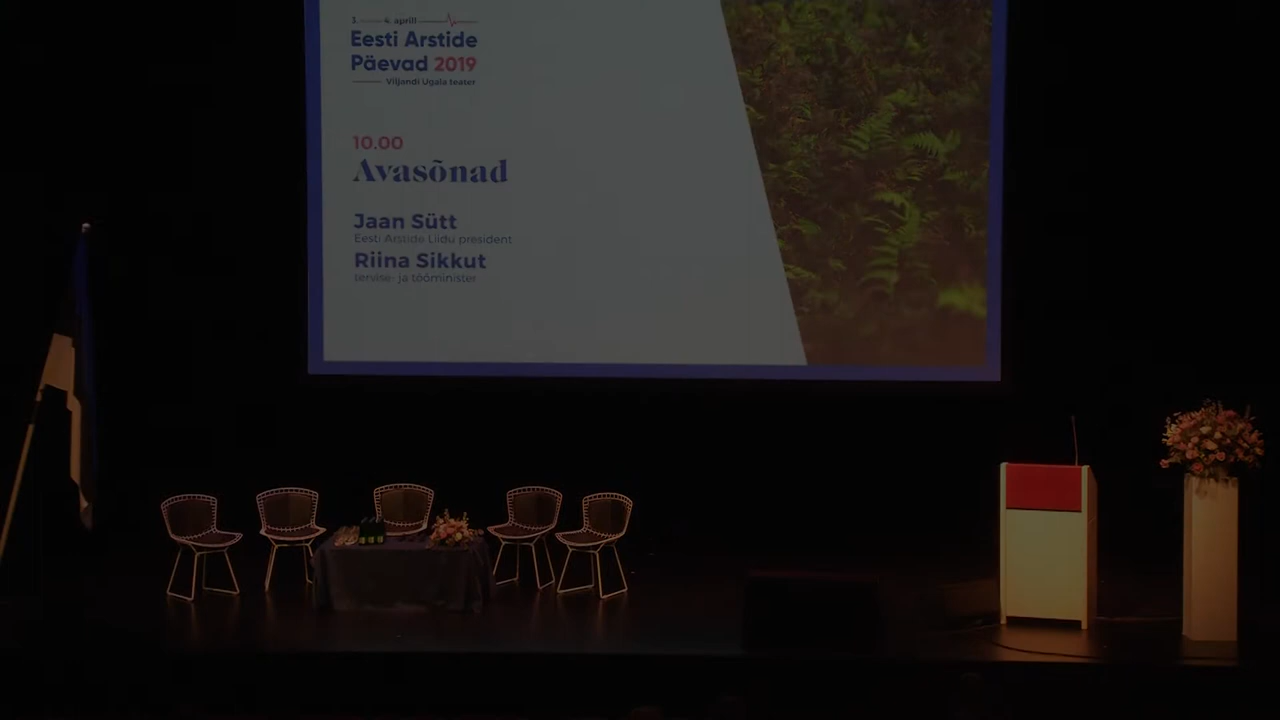 3. 4. aprill
Eesti Arstide
Päevad 2019
Viljandi Ugala teater
10.00
Avasõnad
Jaan Sütt
Eesti Arstide Liidu president
Riina Sikkut
tervise- ja tööminister